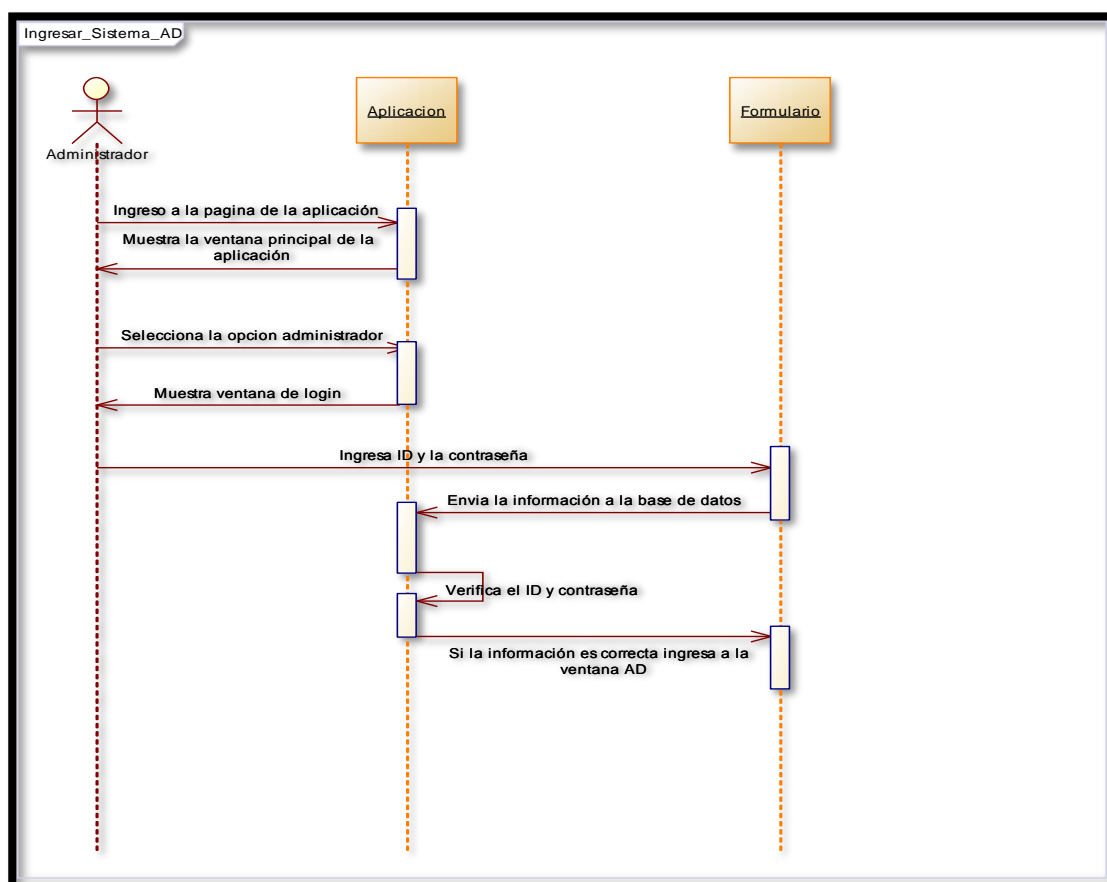 Ingresar_Sistema_AD
Aplicacion
Formulario
Administrador
Ingreso a la pagina de la aplicación
Muestra la ventana principal de la
aplicación
Selecciona la opcion administrador
Muestra ventana de login
Ingresa ID y la contraseña
Envia la información a la base de datos
Verifica el ID y contraseña
Si la información es correcta ingresa a la
ventana AD